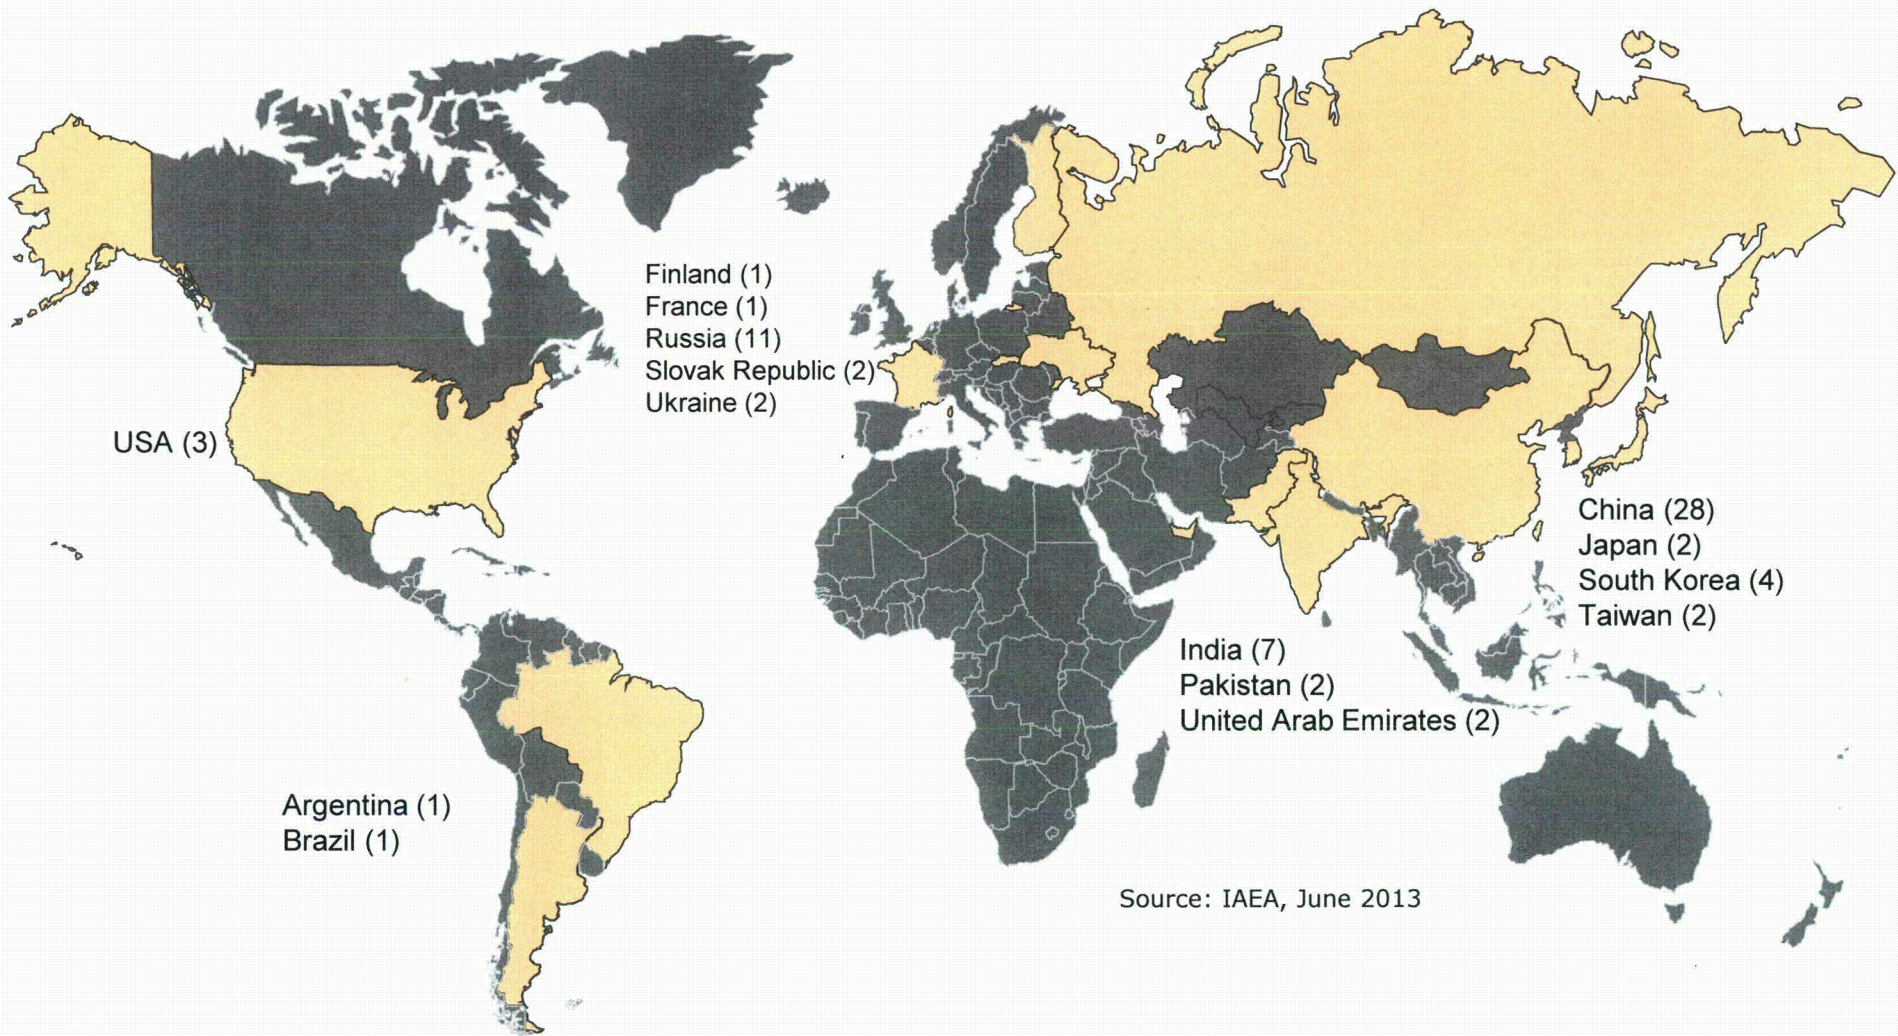 Finland (1)
France (1)
Russia (11)
Slovak Republic (2)
Ukraine (2)
USA (3)
China (28)
Japan (2)
South Korea (4)
Taiwan (2)
India (7)
Pakistan (2)
United Arab Emirates (2)
Argentina (1)
Brazil (1)
Source: IAEA, June 2013